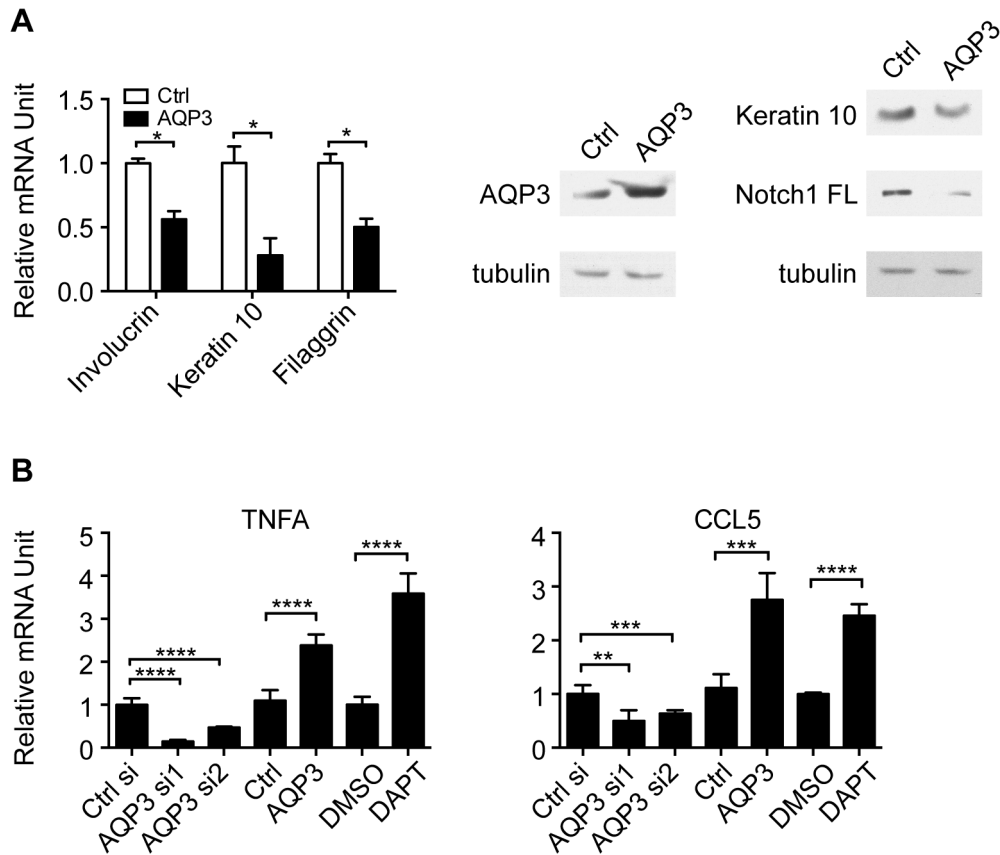 A
Relative mRNA Unit
1.5
1.0
0.5
0.0
Ctrl
AQP3
*
*
*
Involucrin
Keratin 10
Filaggrin
Ctrl
AQP3
AQP3
tubulin
Ctrl
AQP3
Keratin 10
Notch1 FL
tubulin
B
TNFA
Relative mRNA Unit
5
4
3
2
1
0
****
****
****
****
Ctrl si
AQP3 si1
AQP3 si2
Ctrl
AQP3
DMSO
DAPT
CCL5
4
3
2
1
0
***
****
***
**
Ctrl si
AQP3 si1
AQP3 si2
Ctrl
AQP3
DMSO
DAPT